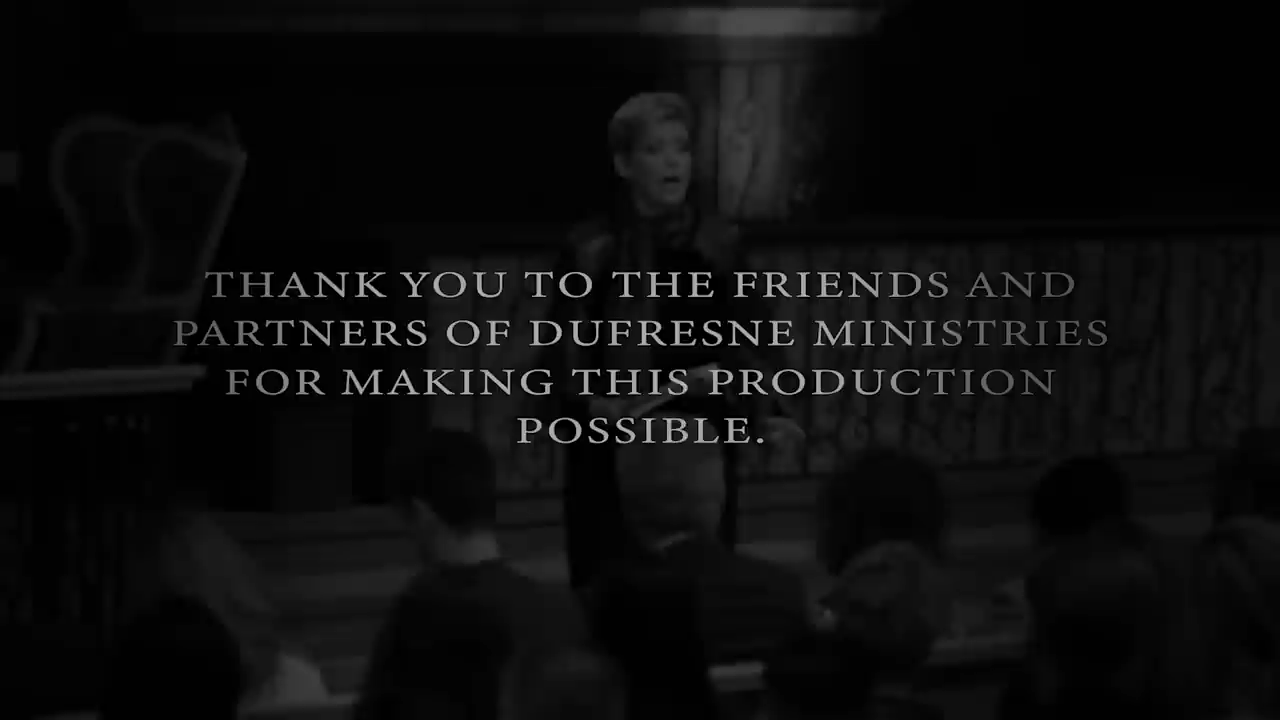 THANK YOU TO THE FRIENDS AND
PARTNERS OF DUFRESNE MINISTRIES
FOR MAKING THIS PRODUCTION
POSSIBLE.